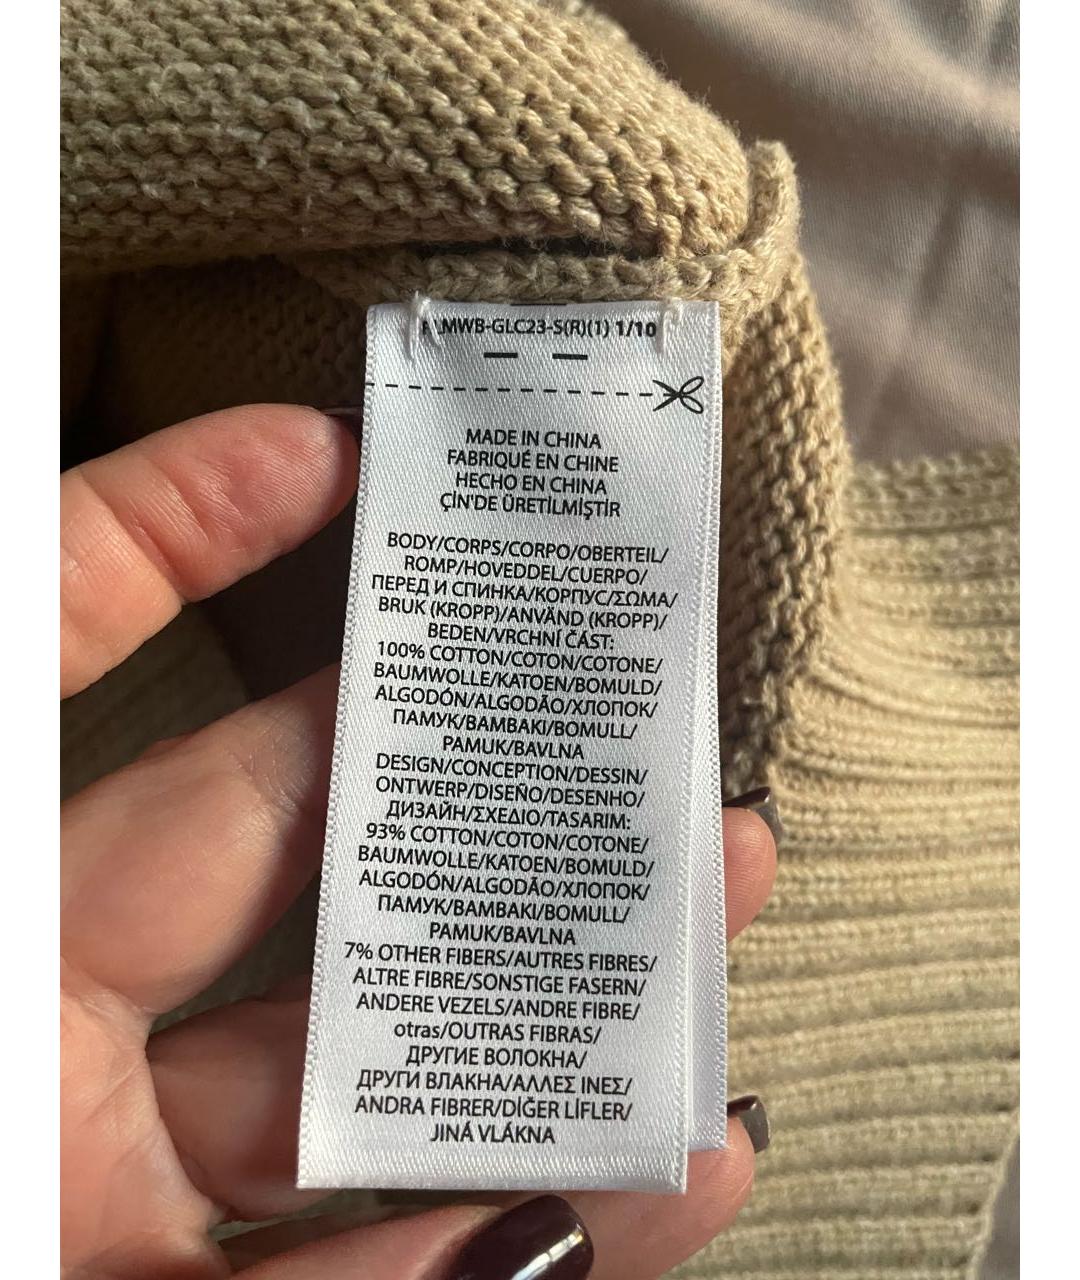 MWB-GLC23-S(R)(1) 1/10
MADE IN CHINA
FABRIQUÉ EN CHINE
HECHO EN CHINA
ÇİN'DE ÜRETİLMİŞTİR
BODY/CORPS/CORPO/OBERTEIL/
ROMP/HOVEDDEL/CUERPO/
ПЕРЕД И СПИНКА/КОРПУС/ΣΩΜΑ/
BRUK (KROPP)/ANVÄND (KROPP)/
BEDEN/VRCHNÍ ČÁST:
100% COTTON/COTON/COTONE/
BAUMWOLLE/KATOEN/BOMULD/
ALGODÓN/ALGODÃO/ХЛОПОК/
ПАМУК/BAMBAKI/BOMULL/
PAMUK/BAVLNA
DESIGN/CONCEPTION/DESSIN/
ONTWERP/DISEÑO/DESENHO/
ДИЗАЙН/ΣΧΕΔΙΟ/TASARIM:
93% COTTON/COTON/COTONE/
BAUMWOLLE/KATOEN/BOMULD/
ALGODÓN/ALGODÃO/ХЛОПОК/
ПАМУК/BAMBAKI/BOMULL/
PAMUK/BAVLNA
7% OTHER FIBERS/AUTRES FIBRES/
ALTRE FIBRE/SONSTIGE FASERN/
ANDERE VEZELS/ANDRE FIBRE/
otras/OUTRAS FIBRAS/
ДРУГИЕ ВОЛОКНА/
ДРУГИ ВЛАКНА/ΑΛΛΕΣ ΙΝΕΣ/
ANDRA FIBRER/DİĞER LİFLER/
JINÁ VLÁKNA